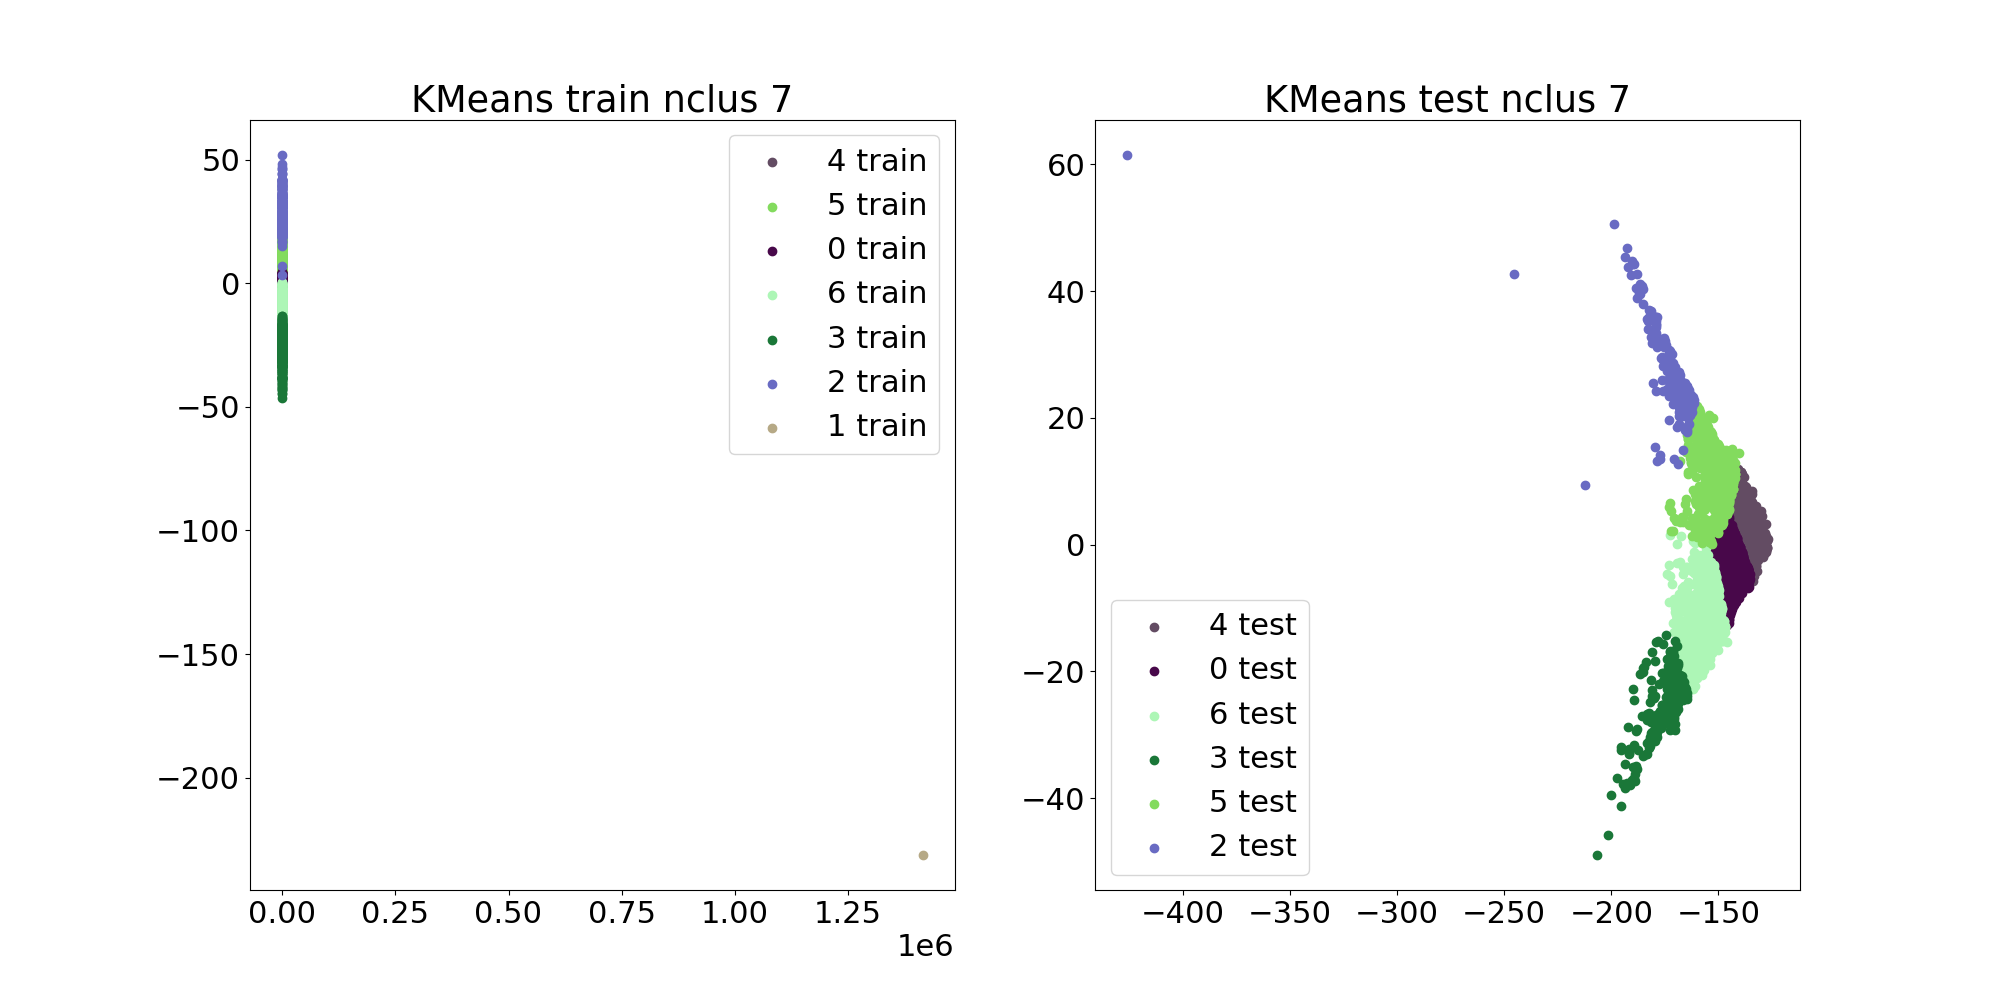 KMeans train nclus 7
50
0
−50
−100
−150
−200
0.00 0.25 0.50 0.75 1.00 1.25
1e6
4 train
5 train
0 train
6 train
3 train
2 train
1 train
KMeans test nclus 7
60
40
20
0
−20
−40
−400 −350 −300 −250 −200 −150
4 test
0 test
6 test
3 test
5 test
2 test